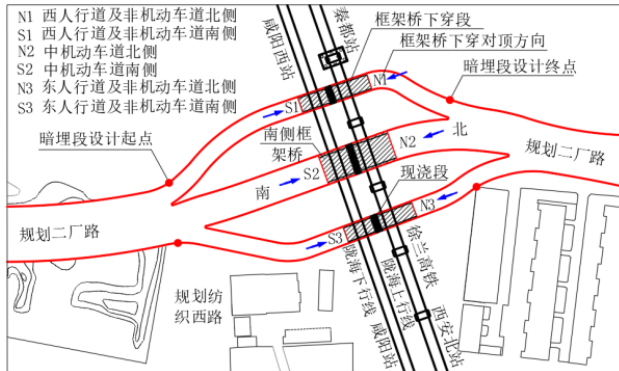 N1 西人行道及非机动车道北侧
S1 西人行道及非机动车道南侧
N2 中机动车道北侧
S2 中机动车道南侧
N3 东人行道及非机动车道北侧
S3 东人行道及非机动车道南侧
咸阳西站
秦都站
框架桥下穿段
框架桥下穿对顶方向
暗埋段设计终点
N1
S1
暗埋段设计起点
南侧框
架桥
N2
北
S2
南
现浇段
规划二厂路
规划二厂路
N3
S3
规划纺
织西路
陇海下行线
咸阳站
陇海上行线
徐兰高铁
西安北站